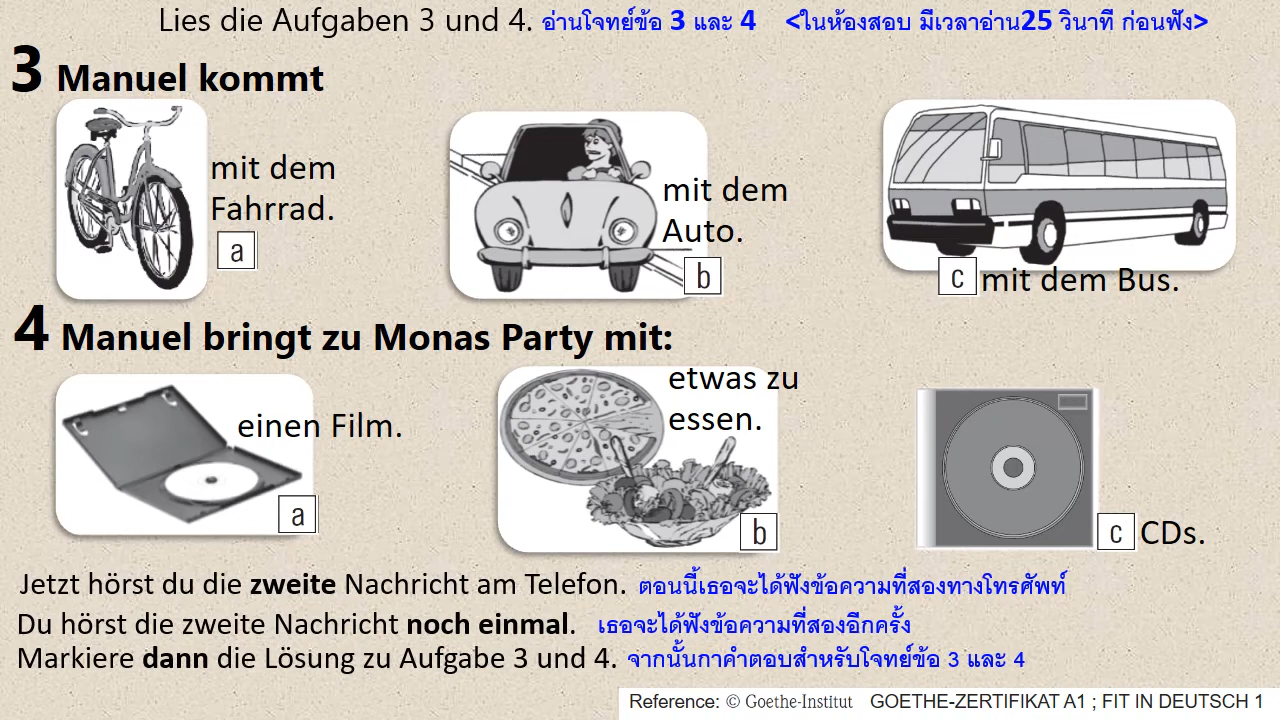 Lies die Aufgaben 3 und 4. อ่านโจทย์ข้อ 3 และ 4 <ในห้องสอบ มีเวลาอ่าน25 วินาที ก่อนฟัง>
3 Manuel kommt
mit dem
Fahrrad.
a
mit dem
Auto.
b
c mit dem Bus.
4 Manuel bringt zu Monas Party mit:
einen Film.
a
etwas zu
essen.
b
c CDs.
Jetzt hörst du die zweite Nachricht am Telefon. ตอนนี้เธอจะได้ฟังข้อความที่สองทางโทรศัพท์
Du hörst die zweite Nachricht noch einmal. เธอจะได้ฟังข้อความที่สองอีกครั้ง
Markiere dann die Lösung zu Aufgabe 3 und 4. จากนั้นกาคำตอบสำหรับโจทย์ข้อ 3 และ 4
Reference: © Goethe-Institut GOETHE-ZERTIFIKAT A1 ; FIT IN DEUTSCH 1